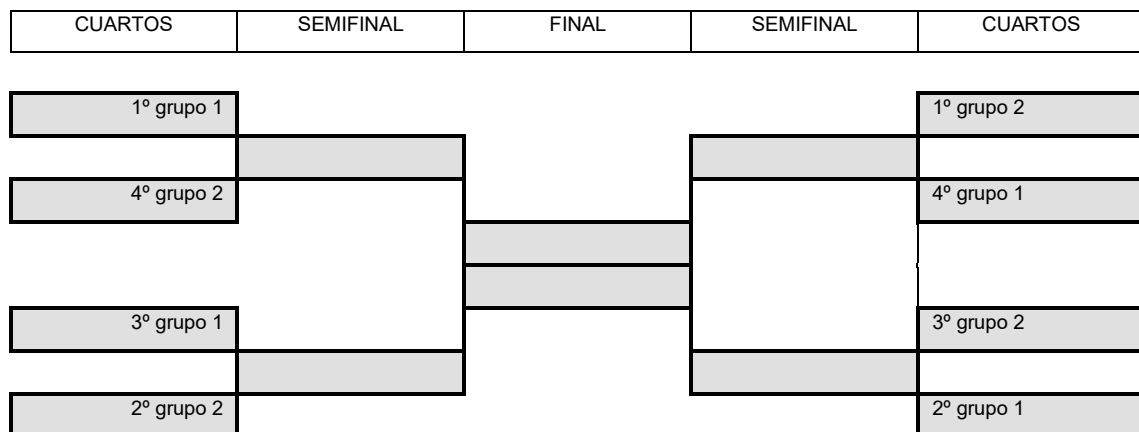 CUARTOS SEMIFINAL FINAL SEMIFINAL CUARTOS
1º grupo 1 1º grupo 2
4º grupo 2 4º grupo 1
3º grupo 1 3º grupo 2
2º grupo 2 2º grupo 1